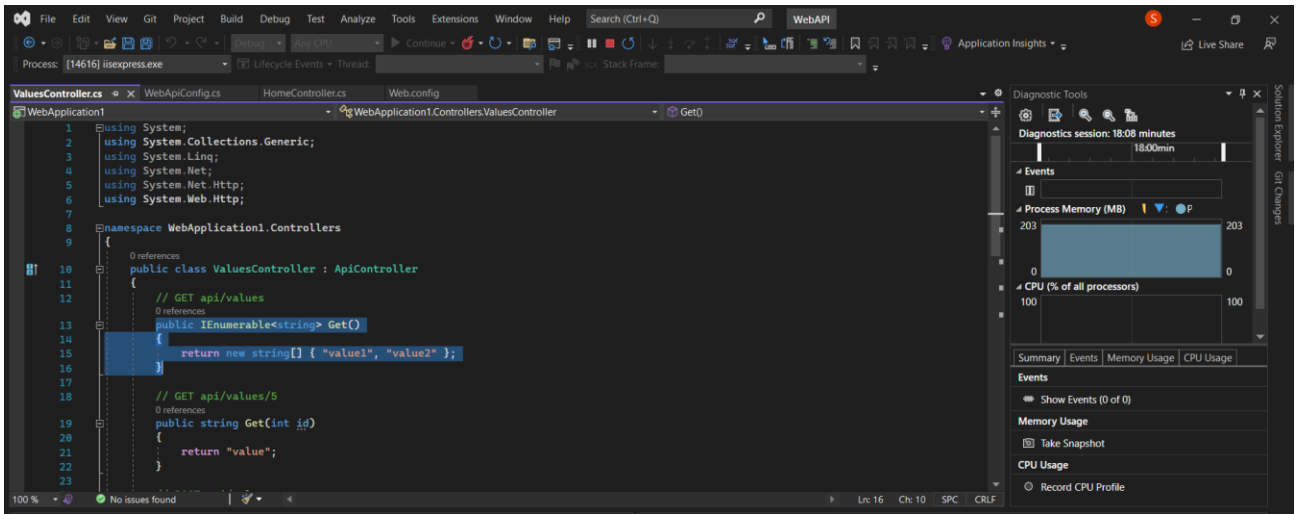 File Edit View Git Project Build Debug Test Analyze Tools Extensions Window Help Search (Ctrl+Q) WebAPI S
Debug Any CPU Continue Application Insights Live Share
Process: [14616] iisexpress.exe Lifecycle Events Thread: Stack Frame:
ValuesController.cs WebApiConfig.cs HomeController.cs Web.config
WebApplication1 WebApplication1.Controllers.ValuesController Get()
1 using System;
2 using System.Collections.Generic;
3 using System.Linq;
4 using System.Net;
5 using System.Net.Http;
6 using System.Web.Http;
7
8 namespace WebApplication1.Controllers
9 {
0 references
10 public class ValuesController : ApiController
11 {
12 // GET api/values
0 references
13 public IEnumerable<string> Get()
14 {
15 return new string[] { "value1", "value2" };
16 }
17
18 // GET api/values/5
0 references
19 public string Get(int id)
20 {
21 return "value";
22 }
23
100 % No issues found Ln: 16 Ch: 10 SPC CRLF
Diagnostic Tools
Diagnostics session: 18:08 minutes
18:00min
Events
Process Memory (MB) P
203 203
0 0
CPU (% of all processors)
100 100
Summary Events Memory Usage CPU Usage
Events
Show Events (0 of 0)
Memory Usage
Take Snapshot
CPU Usage
Record CPU Profile
Solution Explorer
Git Changes